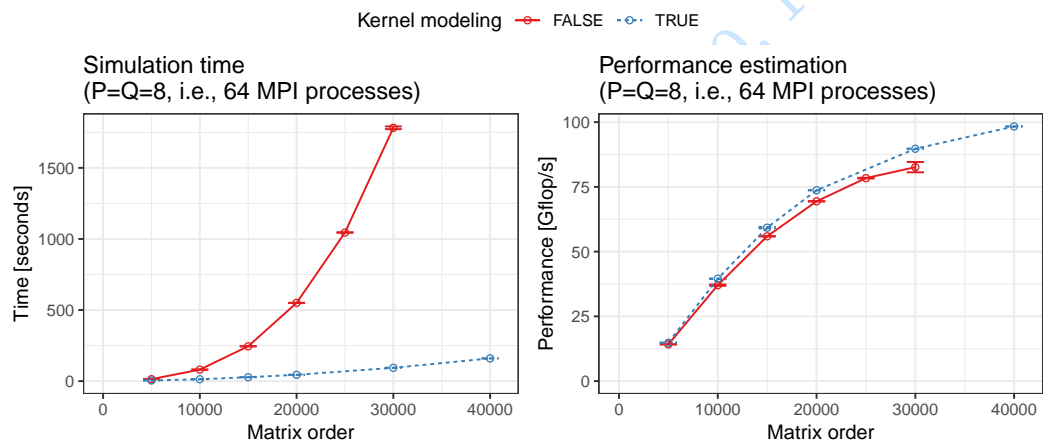 Kernel modeling FALSE TRUE
Simulation time
(P=Q=8, i.e., 64 MPI processes)
Time [seconds]
1500
1000
500
0
0 10000 20000 30000 40000
Matrix order
Performance estimation
(P=Q=8, i.e., 64 MPI processes)
Performance [Gflop/s]
100
75
50
25
0
0 10000 20000 30000 40000
Matrix order